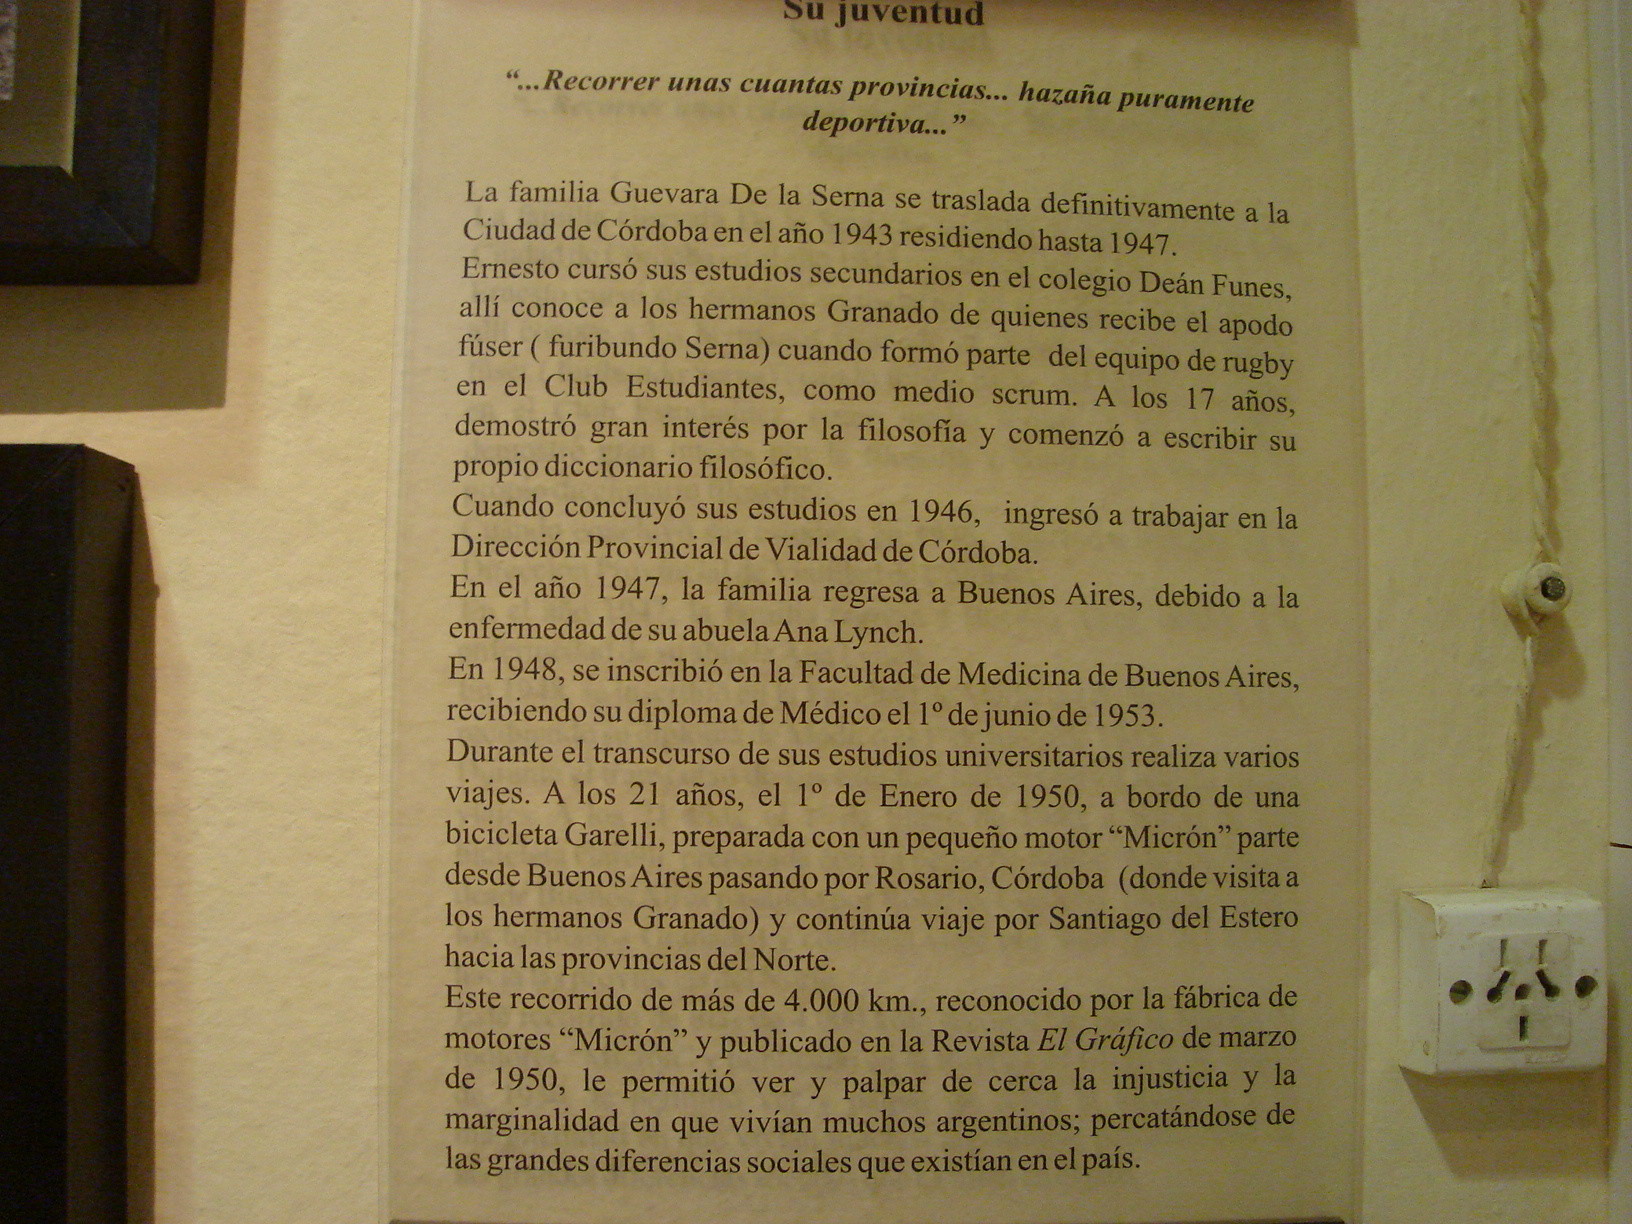 Su juventud
“...Recorrer unas cuantas provincias... hazaña puramente
deportiva...”
La familia Guevara De la Serna se traslada definitivamente a la
Ciudad de Córdoba en el año 1943 residiendo hasta 1947.
Ernesto cursó sus estudios secundarios en el colegio Deán Funes,
allí conoce a los hermanos Granado de quienes recibe el apodo
fúser ( furibundo Serna) cuando formó parte del equipo de rugby
en el Club Estudiantes, como medio scrum. A los 17 años,
demostró gran interés por la filosofía y comenzó a escribir su
propio diccionario filosófico.
Cuando concluyó sus estudios en 1946, ingresó a trabajar en la
Dirección Provincial de Vialidad de Córdoba.
En el año 1947, la familia regresa a Buenos Aires, debido a la
enfermedad de su abuela Ana Lynch.
En 1948, se inscribió en la Facultad de Medicina de Buenos Aires,
recibiendo su diploma de Médico el 1º de junio de 1953.
Durante el transcurso de sus estudios universitarios realiza varios
viajes. A los 21 años, el 1º de Enero de 1950, a bordo de una
bicicleta Garelli, preparada con un pequeño motor “Micrón” parte
desde Buenos Aires pasando por Rosario, Córdoba (donde visita a
los hermanos Granado) y continúa viaje por Santiago del Estero
hacia las provincias del Norte.
Este recorrido de más de 4.000 km., reconocido por la fábrica de
motores “Micrón” y publicado en la Revista El Gráfico de marzo
de 1950, le permitió ver y palpar de cerca la injusticia y la
marginalidad en que vivían muchos argentinos; percatándose de
las grandes diferencias sociales que existían en el país.